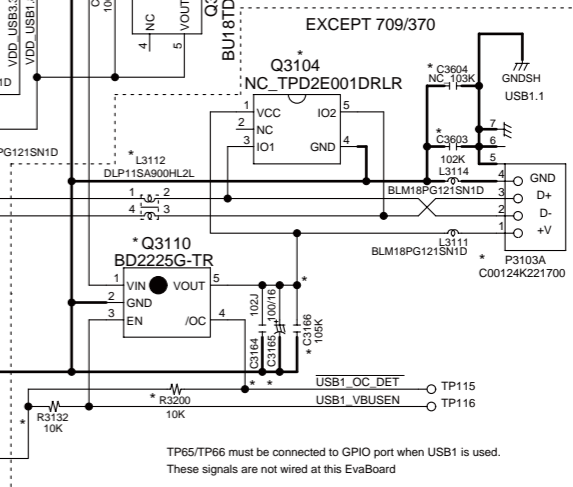 VDD_USB3.3
VDD_USB1.
10
NC
VOUT
4
5
Q3
BU18TD
1D
EXCEPT 709/370
Q3104
NC_TPD2E001DRLR
1
VCC
IO2
5
2
NC
3
IO1
GND
4
* C3604
NC_103K
GNDSH
USB1.1
7
6
5
* C3603
102K
PG121SN1D
* L3112
DLP11SA900HL2L
L3114
BLM18PG121SN1D
4
GND
3
D+
2
D-
1
+V
1
2
4
3
L3111
BLM18PG121SN1D
* P3103A
C00124K221700
* Q3110
BD2225G-TR
1
VIN
VOUT
5
2
GND
3
EN
/OC
4
C3164
102J
C3165
100/16
* C3166
105K
*
*
*
USB1_OC_DET
TP115
* R3200
10K
USB1_VBUSEN
TP116
R3132
10K
*
TP65/TP66 must be connected to GPIO port when USB1 is used.
These signals are not wired at this EvaBoard